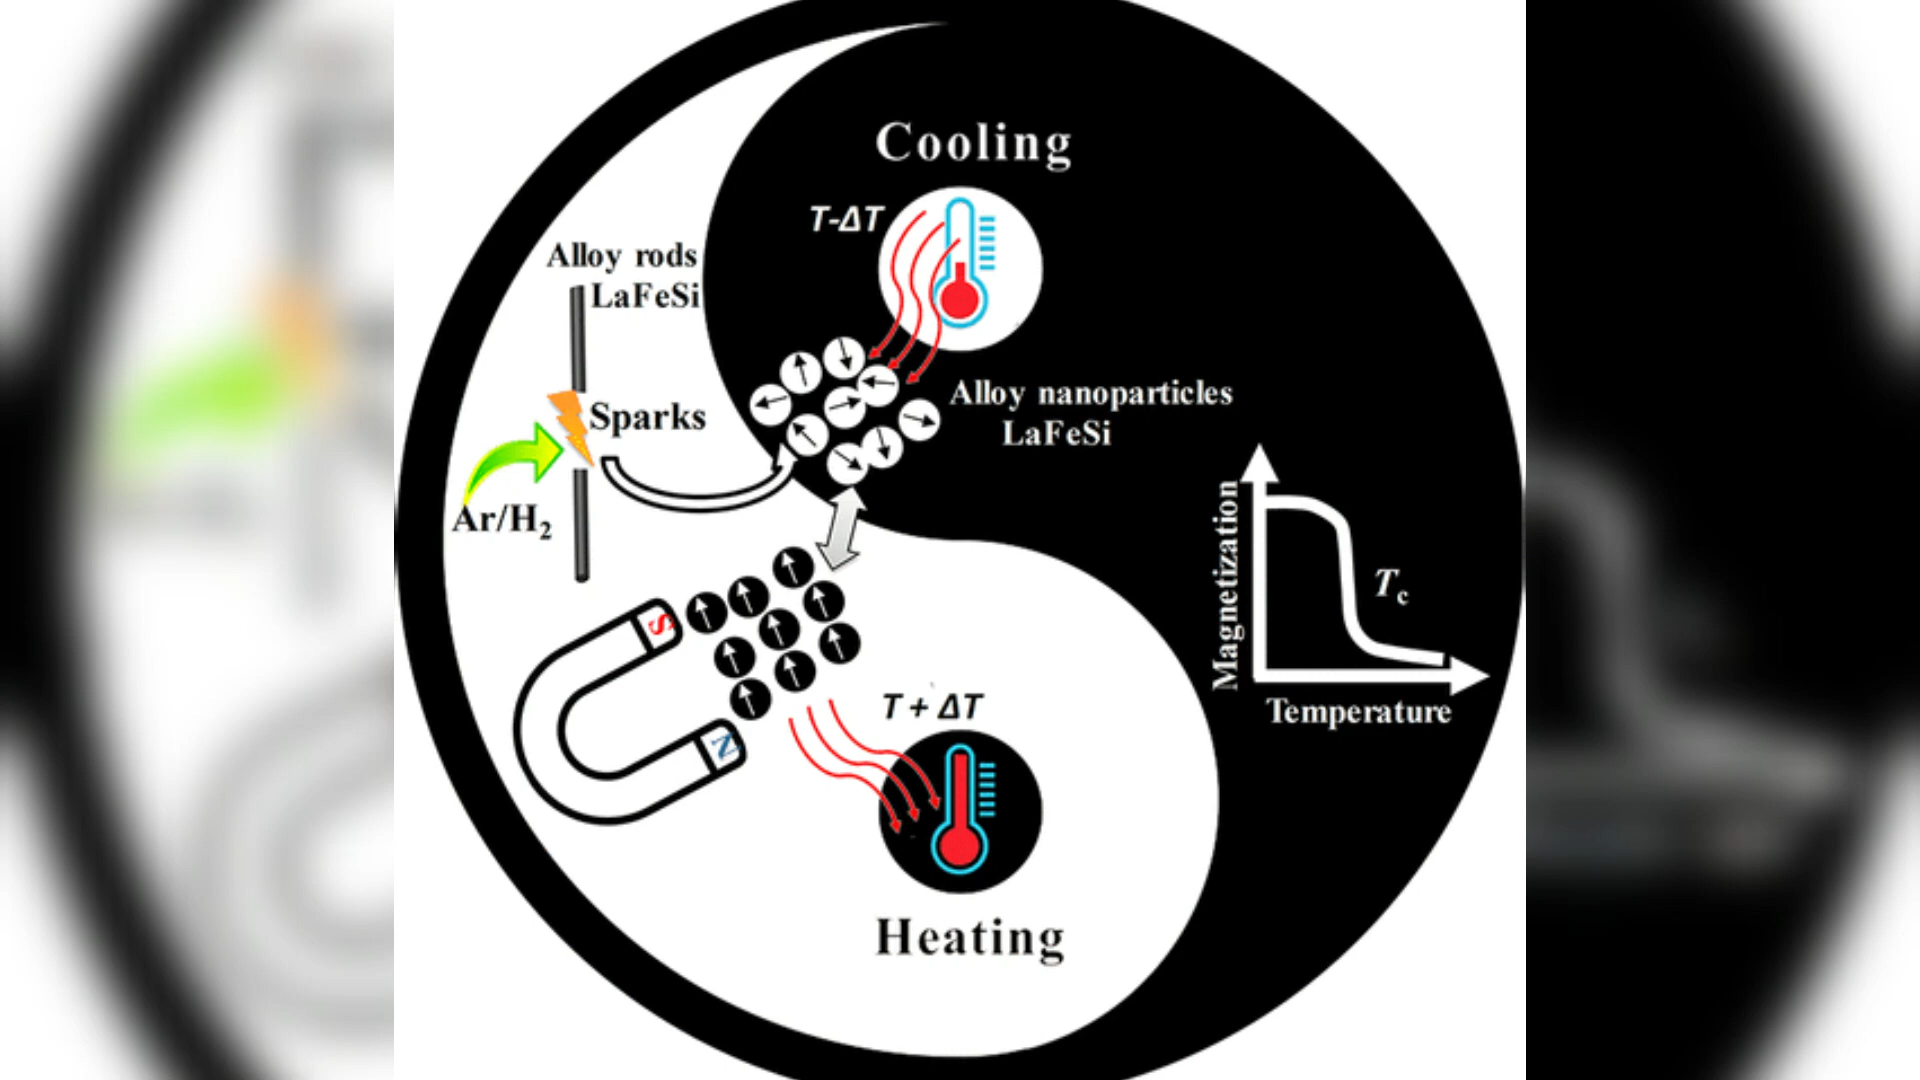 Cooling
T-ΔT
Alloy rods
LaFeSi
Sparks
Ar/H₂
Alloy nanoparticles
LaFeSi
Magnetization
Tc
Temperature
S
N
T + ΔT
Heating